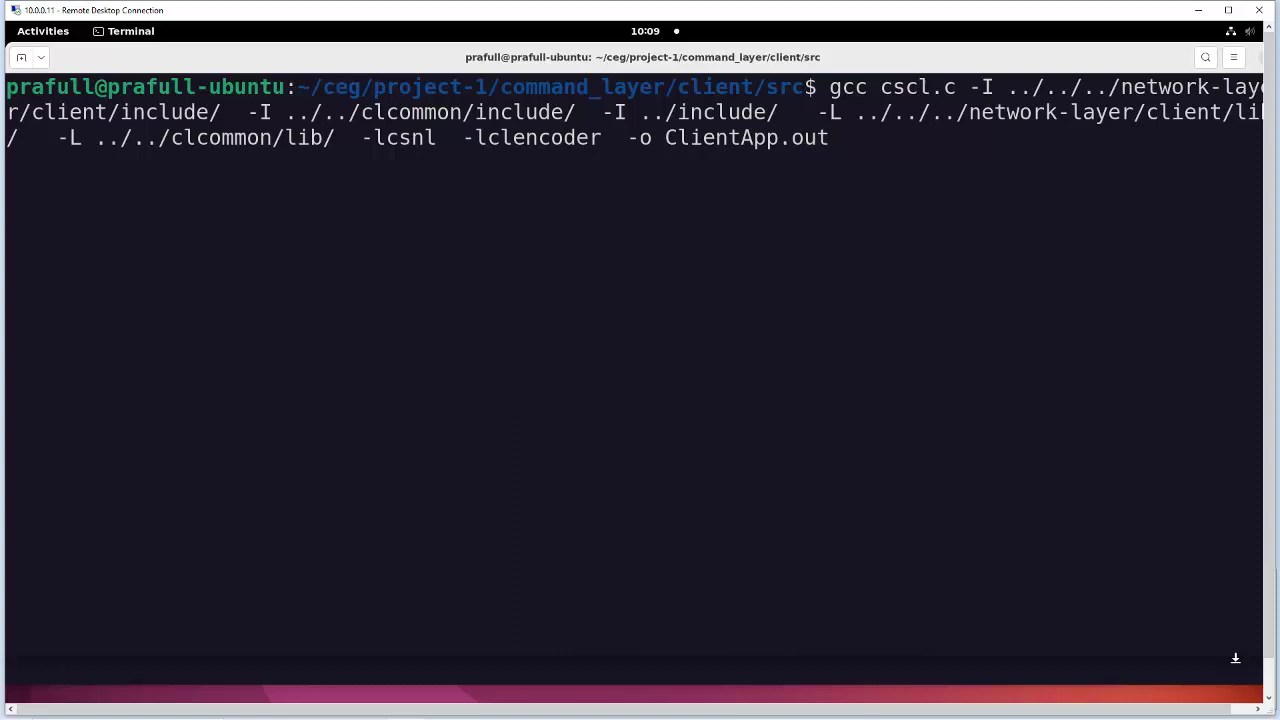 10.0.0.11 - Remote Desktop Connection
Activities Terminal 10:09
prafull@prafull-ubuntu: ~/ceg/project-1/command_layer/client/src
prafull@prafull-ubuntu:~/ceg/project-1/command_layer/client/src$ gcc cscl.c -I ../../../network-laye
r/client/include/ -I ../../clcommon/include/ -I ../include/ -L ../../../network-layer/client/lib
/ -L ../../clcommon/lib/ -lcsnl -lclencoder -o ClientApp.out